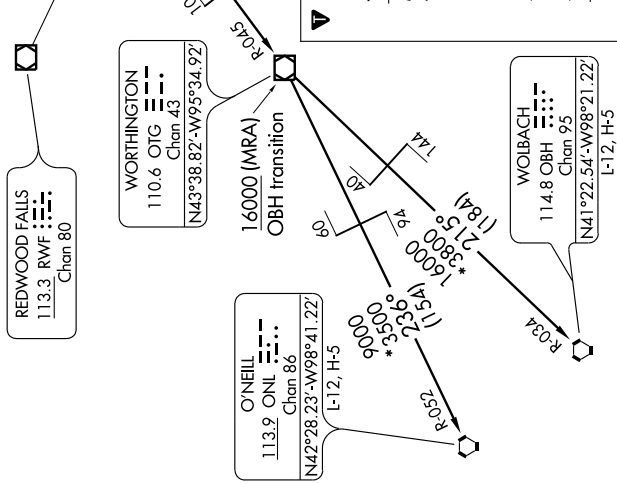 REDWOOD FALLS
113.3 RWF
Chan 80
WORTHINGTON
110.6 OTG
Chan 43
N43°38.82'-W95°34.92'
R-045
16000 (MRA)
OBH transition
T
WOLBACH
114.8 OBH
Chan 95
N41°22.54'-W98°21.22'
L-12, H-5
O'NEILL
113.9 ONL
Chan 86
N42°28.23'-W98°41.22'
L-12, H-5
60
94
40
144
9000
*3500
236°
(154)
R-052
16000
*3800
215°
(184)
R-034